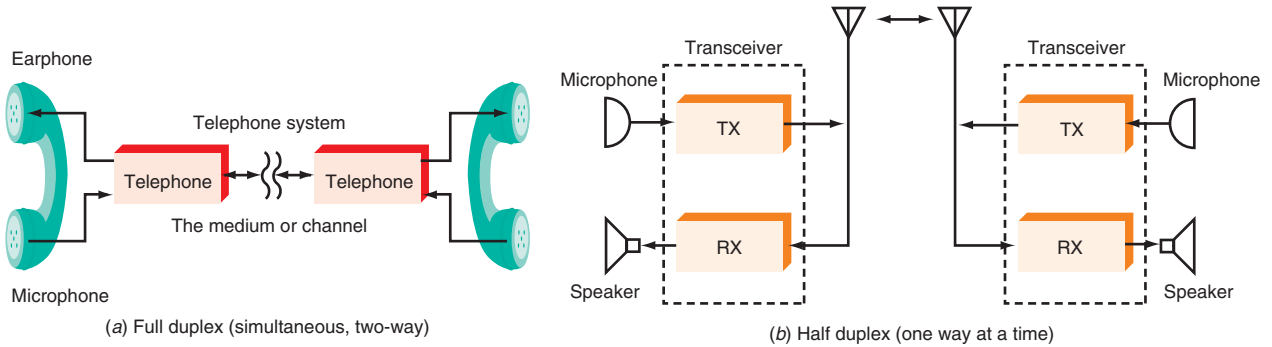 Earphone
Telephone system
Telephone
Telephone
The medium or channel
Microphone
(a) Full duplex (simultaneous, two-way)
Transceiver
Transceiver
Microphone
Microphone
TX
TX
RX
RX
Speaker
Speaker
(b) Half duplex (one way at a time)